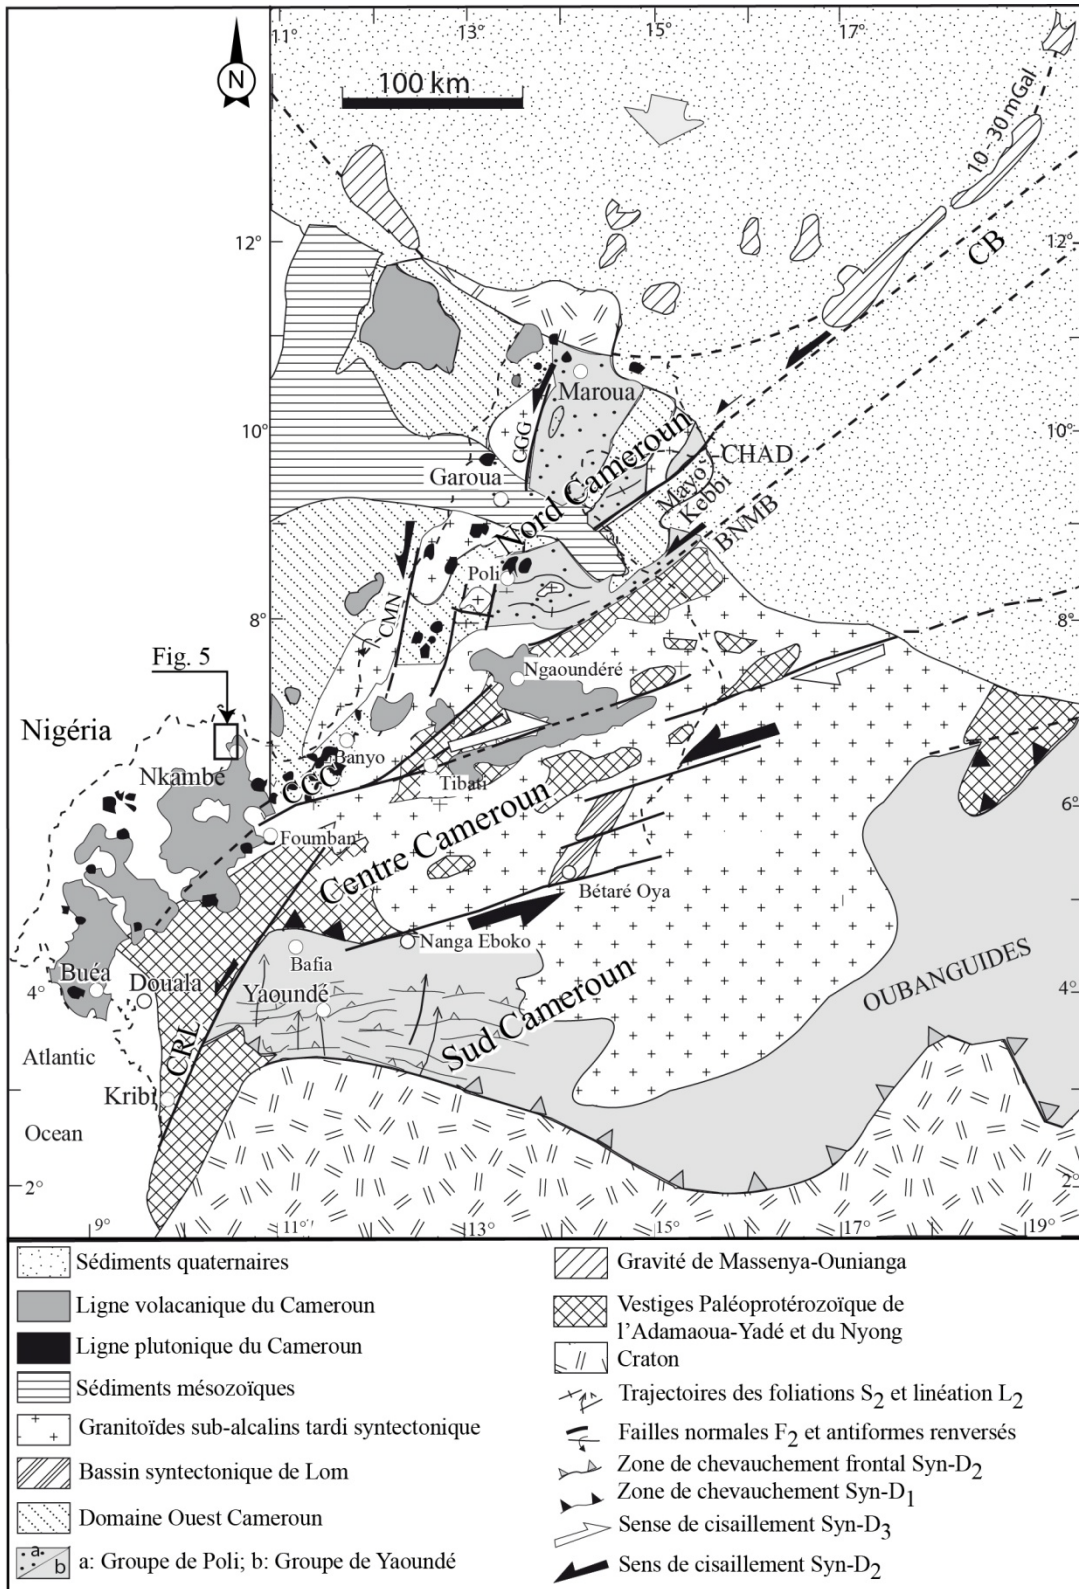 11°
13°
15°
17°
N
100 km
10 - 30 mGal
12°
CB
12°
Maroua
CGG
10°
10°
Garoua
Nord Cameroun
CHAD
Mayo
Kebbi
BNMB
Poli
CMN
8°
8°
Fig. 5
Ngaoundéré
Nigéria
Banyo
Nkambé
CCC
Tibati
6°
Foumban
Centre Cameroun
Bétaré Oya
Nanga Eboko
Bafia
Buéa
Douala
Yaoundé
4°
4°
Sud Cameroun
OUBANGUIDES
Atlantic
CRL
Kribi
Ocean
2°
2°
9°
11°
13°
15°
17°
19°
Sédiments quaternaires
Ligne volacanique du Cameroun
Ligne plutonique du Cameroun
Sédiments mésozoïques
Granitoïdes sub-alcalins tardi syntectonique
Bassin syntectonique de Lom
Domaine Ouest Cameroun
a b a: Groupe de Poli; b: Groupe de Yaoundé
Gravité de Massenya-Ounianga
Vestiges Paléoprotérozoïque de
l'Adamaoua-Yadé et du Nyong
Craton
Trajectoires des foliations S2 et linéation L2
Failles normales F2 et antiformes renversés
Zone de chevauchement frontal Syn-D2
Zone de chevauchement Syn-D1
Sense de cisaillement Syn-D3
Sens de cisaillement Syn-D2